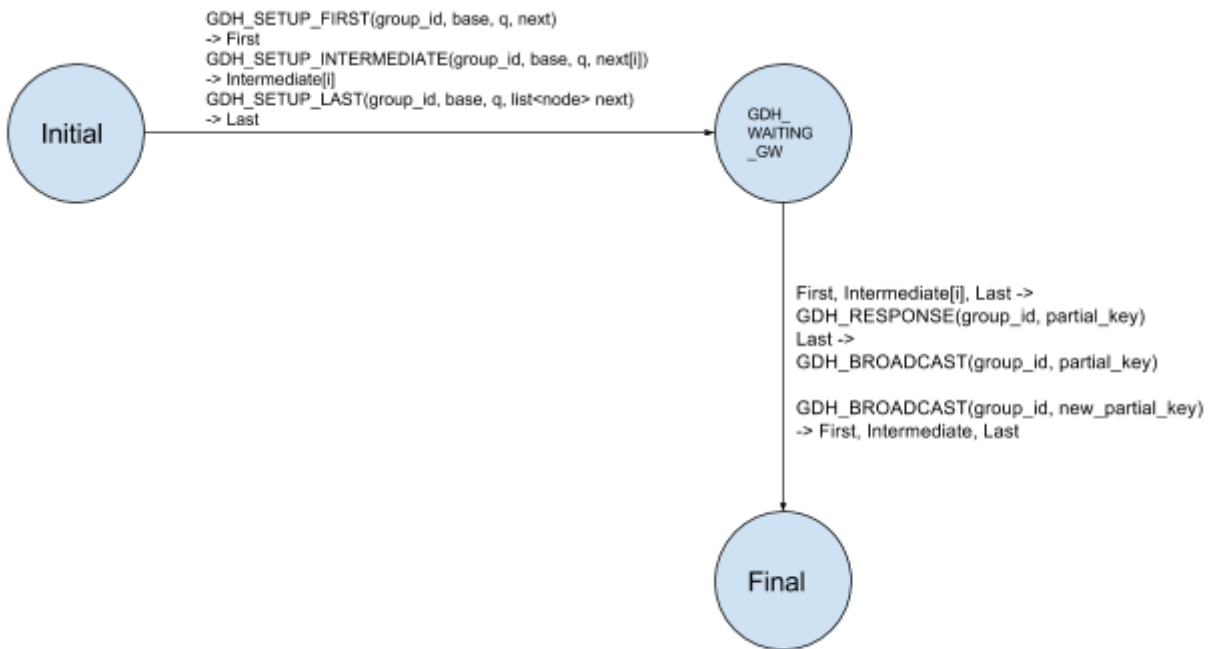 GDH_SETUP_FIRST(group_id, base, q, next)
-> First
GDH_SETUP_INTERMEDIATE(group_id, base, q, next[i])
-> Intermediate[i]
GDH_SETUP_LAST(group_id, base, q, list<node> next)
-> Last
Initial
GDH_
WAITING
_GW
First, Intermediate[i], Last ->
GDH_RESPONSE(group_id, partial_key)
Last ->
GDH_BROADCAST(group_id, partial_key)
GDH_BROADCAST(group_id, new_partial_key)
-> First, Intermediate, Last
Final